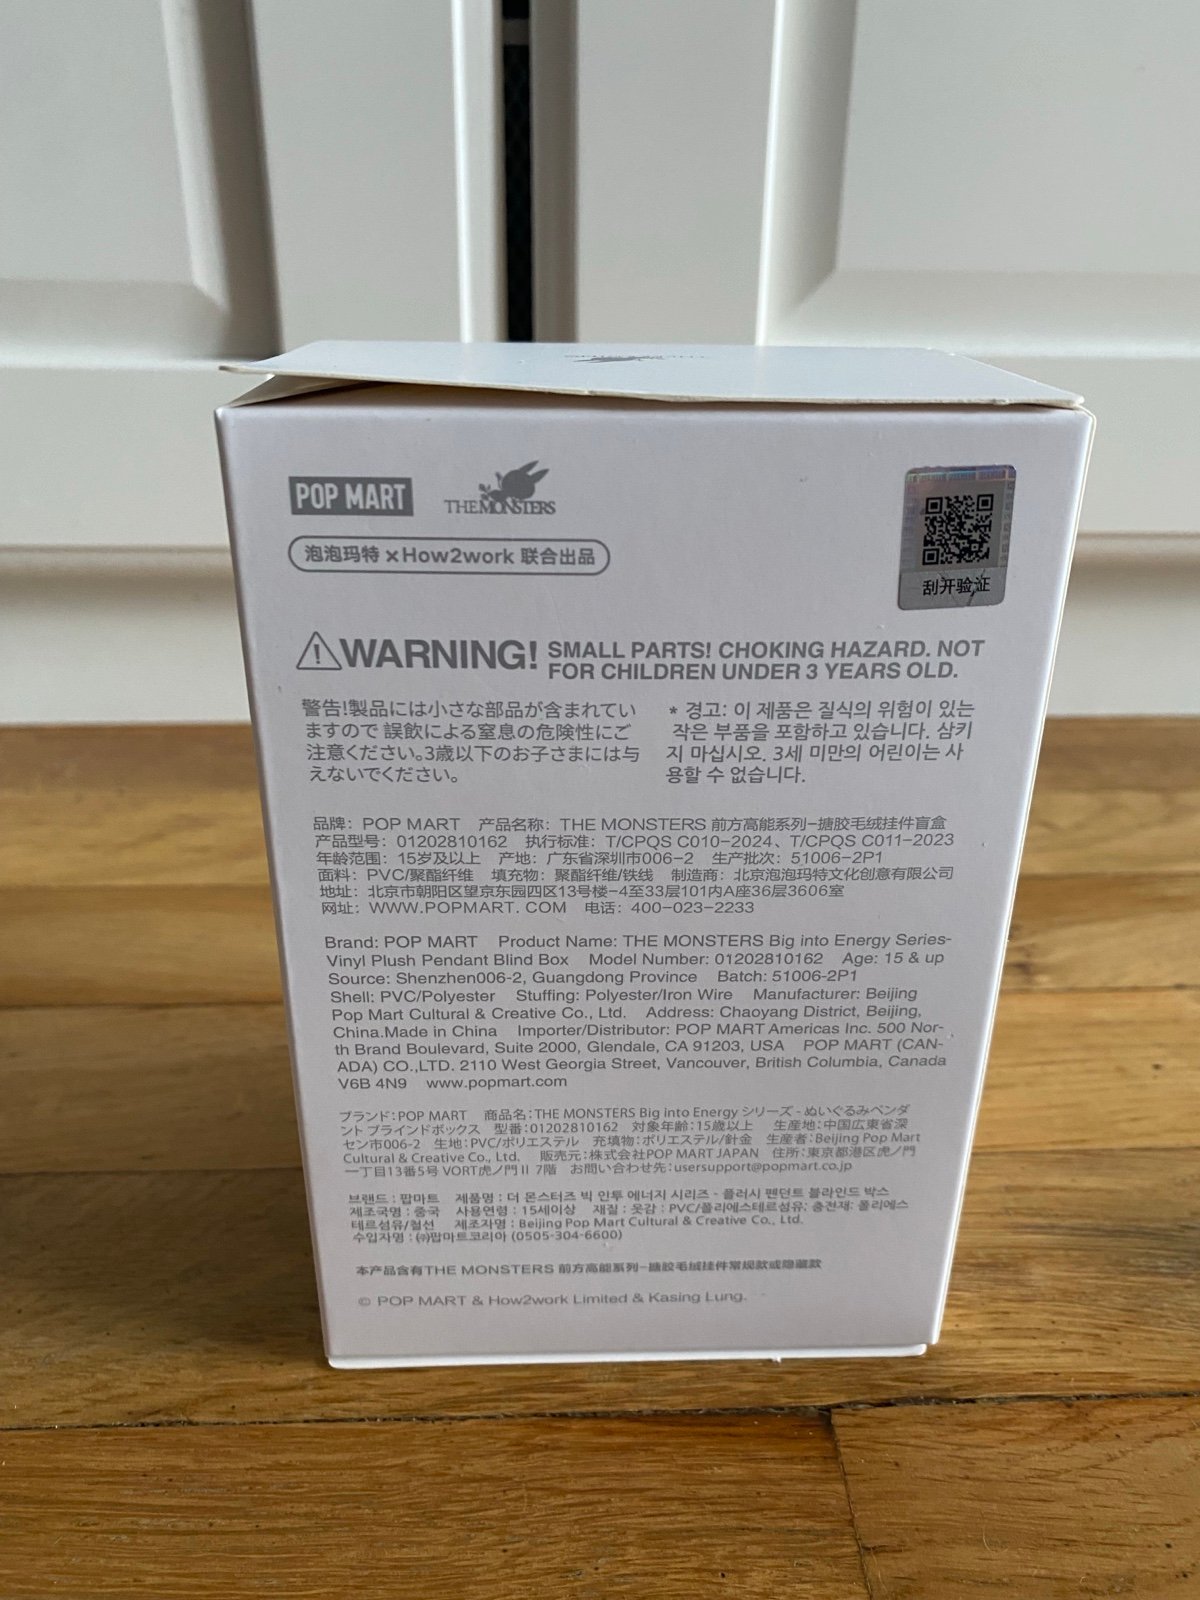 POP MART
THE MONSTERS
泡泡玛特 × How2work 联合出品
刮开验证
WARNING! SMALL PARTS! CHOKING HAZARD. NOT
FOR CHILDREN UNDER 3 YEARS OLD.
警告!製品には小さな部品が含まれてい
ますので 誤飲による窒息の危険性にご
注意ください。3歳以下のお子さまには与
えないでください。
* 경고: 이 제품은 질식의 위험이 있는
작은 부품을 포함하고 있습니다. 삼키
지 마십시오. 3세 미만의 어린이는 사
용할 수 없습니다.
品牌: POP MART 产品名称: THE MONSTERS 前方高能系列-搪胶毛绒挂件盲盒
产品型号: 01202810162 执行标准: T/CPQS C010-2024、T/CPQS C011-2023
年龄范围: 15岁及以上 产地: 广东省深圳市006-2 生产批次: 51006-2P1
面料: PVC/聚酯纤维 填充物: 聚酯纤维/铁线 制造商: 北京泡泡玛特文化创意有限公司
地址: 北京市朝阳区望京东园四区13号楼-4至33层101内A座36层3606室
网址: WWW.POPMART. COM 电话: 400-023-2233
Brand: POP MART Product Name: THE MONSTERS Big into Energy Series-
Vinyl Plush Pendant Blind Box Model Number: 01202810162 Age: 15 & up
Source: Shenzhen006-2, Guangdong Province Batch: 51006-2P1
Shell: PVC/Polyester Stuffing: Polyester/Iron Wire Manufacturer: Beijing
Pop Mart Cultural & Creative Co., Ltd. Address: Chaoyang District, Beijing,
China.Made in China Importer/Distributor: POP MART Americas Inc. 500 Nor-
th Brand Boulevard, Suite 2000, Glendale, CA 91203, USA POP MART (CAN-
ADA) CO.,LTD. 2110 West Georgia Street, Vancouver, British Columbia, Canada
V6B 4N9 www.popmart.com
ブランド: POP MART 商品名: THE MONSTERS Big into Energy シリーズ - ぬいぐるみペンダ
ント ブラインドボックス 型番: 01202810162 対象年齢: 15歳以上 生産地: 中国広東省深
セン市006-2 生地: PVC/ポリエステル 充填物: ポリエステル/針金 生産者: Beijing Pop Mart
Cultural & Creative Co., Ltd. 販売元: 株式会社POP MART JAPAN 住所: 東京都港区虎ノ門
一丁目13番5号 VORT虎ノ門II 7階 お問い合わせ先: usersupport@popmart.co.jp
브랜드 : 팝마트 제품명 : 더 몬스터즈 빅 인투 에너지 시리즈 - 플러시 펜던트 블라인드 박스
제조국명 : 중국 사용연령 : 15세이상 재질 : 옷감 : PVC/폴리에스테르섬유; 충전재: 폴리에스
테르섬유/철선 제조자명 : Beijing Pop Mart Cultural & Creative Co., Ltd.
수입자명 : ㈜팝마트코리아 (0505-304-6600)
本产品含有THE MONSTERS 前方高能系列-搪胶毛绒挂件常规款或隐藏款
© POP MART & How2work Limited & Kasing Lung.